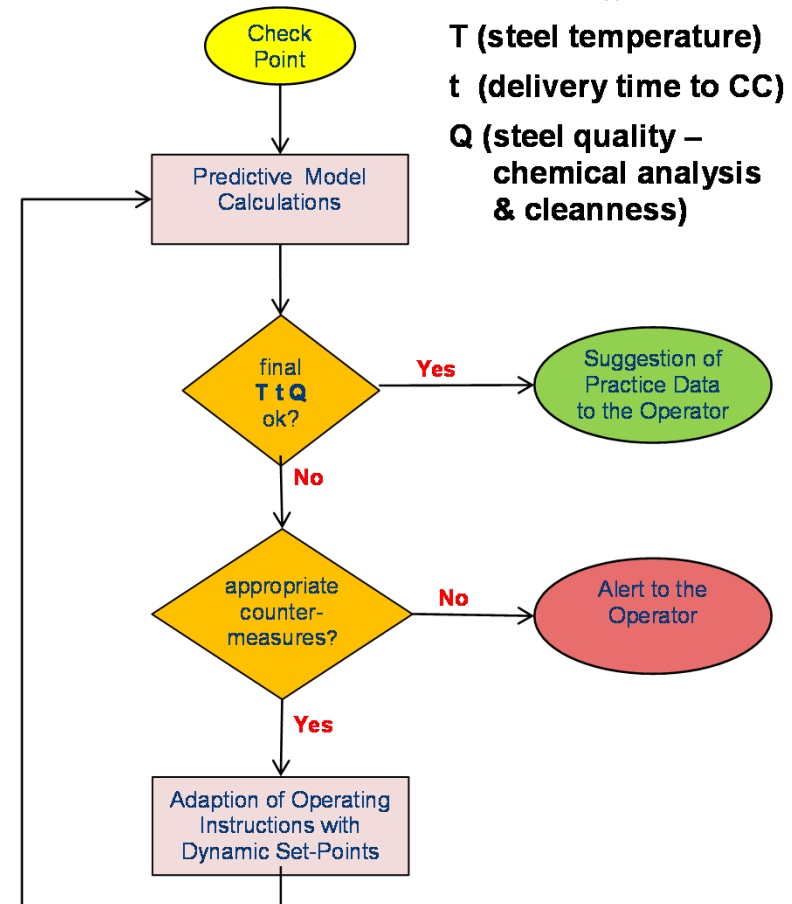 Check
Point
T (steel temperature)
t (delivery time to CC)
Q (steel quality –
chemical analysis
& cleanness)
Predictive Model
Calculations
final
T t Q
ok?
Yes
Suggestion of
Practice Data
to the Operator
No
appropriate
counter-
measures?
No
Alert to the
Operator
Yes
Adaption of Operating
Instructions with
Dynamic Set-Points